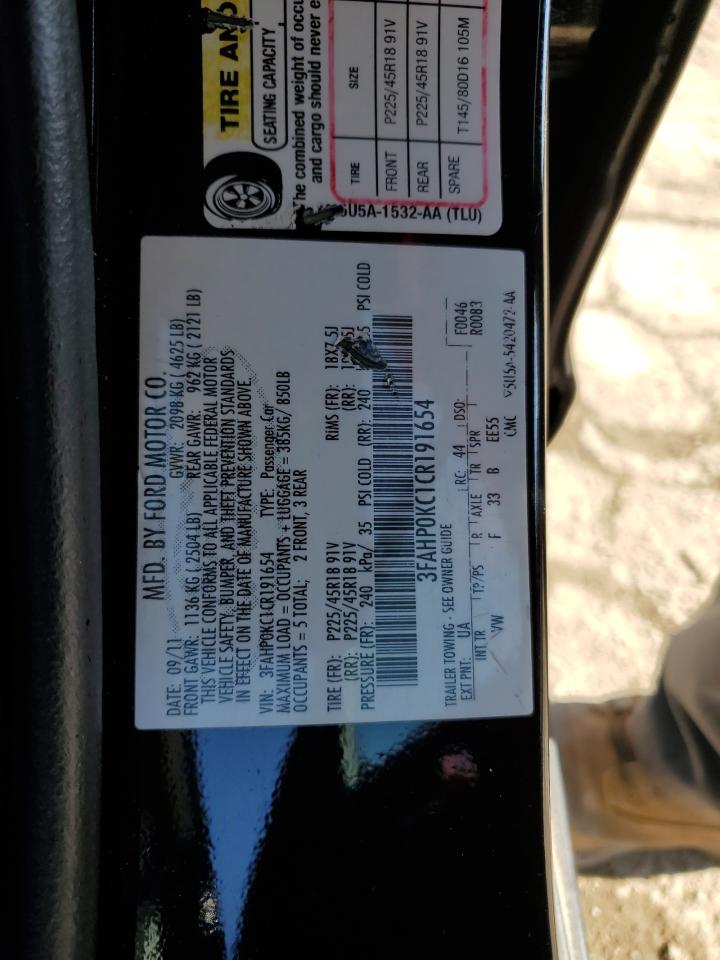 TIRE AND
SEATING CAPACITY
The combined weight of occu
and cargo should never e
TIRE SIZE
FRONT P225/45R18 91V
REAR P225/45R18 91V
SPARE T145/80D16 105M
5U5A-1532-AA (TLU)
MFD. BY FORD MOTOR CO.
DATE: 09/11 GVWR: 2098 KG / 4625 LB)
FRONT GAWR: 1136 KG ( 2504 LB) REAR GAWR: 962 KG ( 2121 LB)
THIS VEHICLE CONFORMS TO ALL APPLICABLE FEDERAL MOTOR
VEHICLE SAFETY, BUMPER, AND THEFT PREVENTION STANDARDS
IN EFFECT ON THE DATE OF MANUFACTURE SHOWN ABOVE.
VIN: 3FAHP0KC1CR191654 TYPE: Passenger Car
MAXIMUM LOAD = OCCUPANTS + LUGGAGE = 385KG/ 850LB
OCCUPANTS = 5 TOTAL; 2 FRONT, 3 REAR
TIRE (FR): P225/45R18 91V RIMS (FR): 18X7.5J
(RR): P225/45R18 91V (RR):
PRESSURE (FR): 240 kPa/ 35 PSI COLD (RR): 240 PSI COLD
3FAHP0KC1CR191654
TRAILER TOWING - SEE OWNER GUIDE F0046
EXT PNT: UA RC: 44 DSO: R0083
INT TR TP/PS R AXLE TR SPR
VW F 33 B EE55
CMC 5U5A-5420472-AA